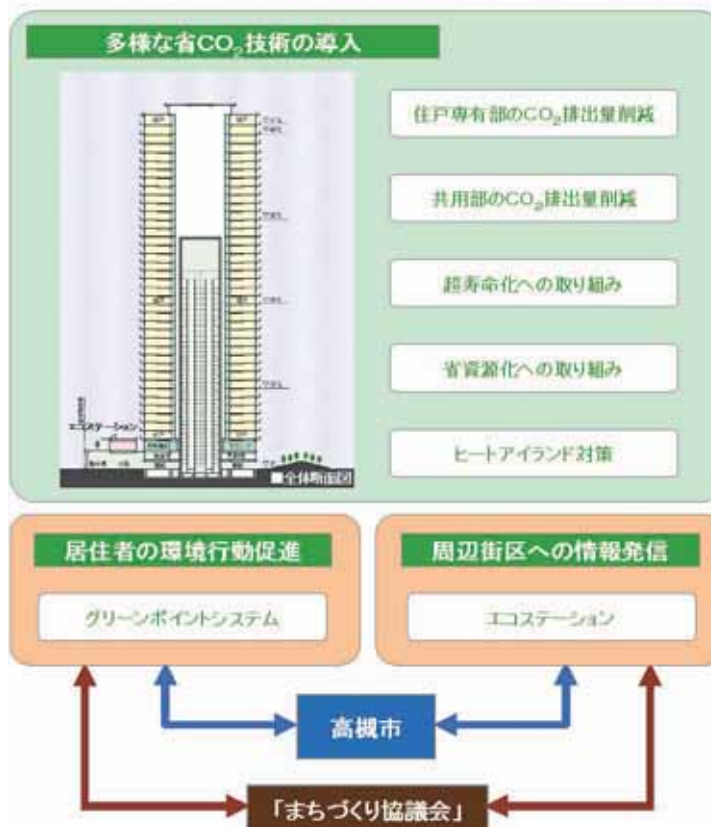 多様な省CO₂技術の導入
住戸専有部のCO₂排出量削減
共用部のCO₂排出量削減
超寿命化への取り組み
省資源化への取り組み
ヒートアイランド対策
エコステーション
■全体断面図
居住者の環境行動促進
グリーンポイントシステム
周辺街区への情報発信
エコステーション
高槻市
「まちづくり協議会」